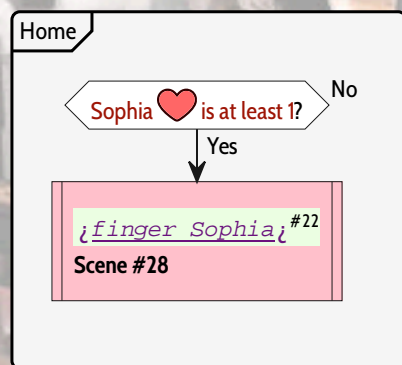 Home
Sophia ❤ is at least 1?
No
Yes
¿finger Sophia¿#22
Scene #28